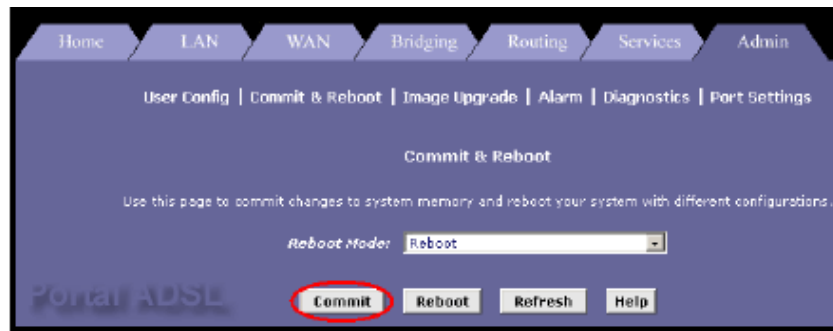 Home LAN WAN Bridging Routing Services Admin
User Config | Commit & Reboot | Image Upgrade | Alarm | Diagnostics | Port Settings
Commit & Reboot
Use this page to commit changes to system memory and reboot your system with different configurations.
Reboot Mode: Reboot
Portal ADSL
Commit Reboot Refresh Help